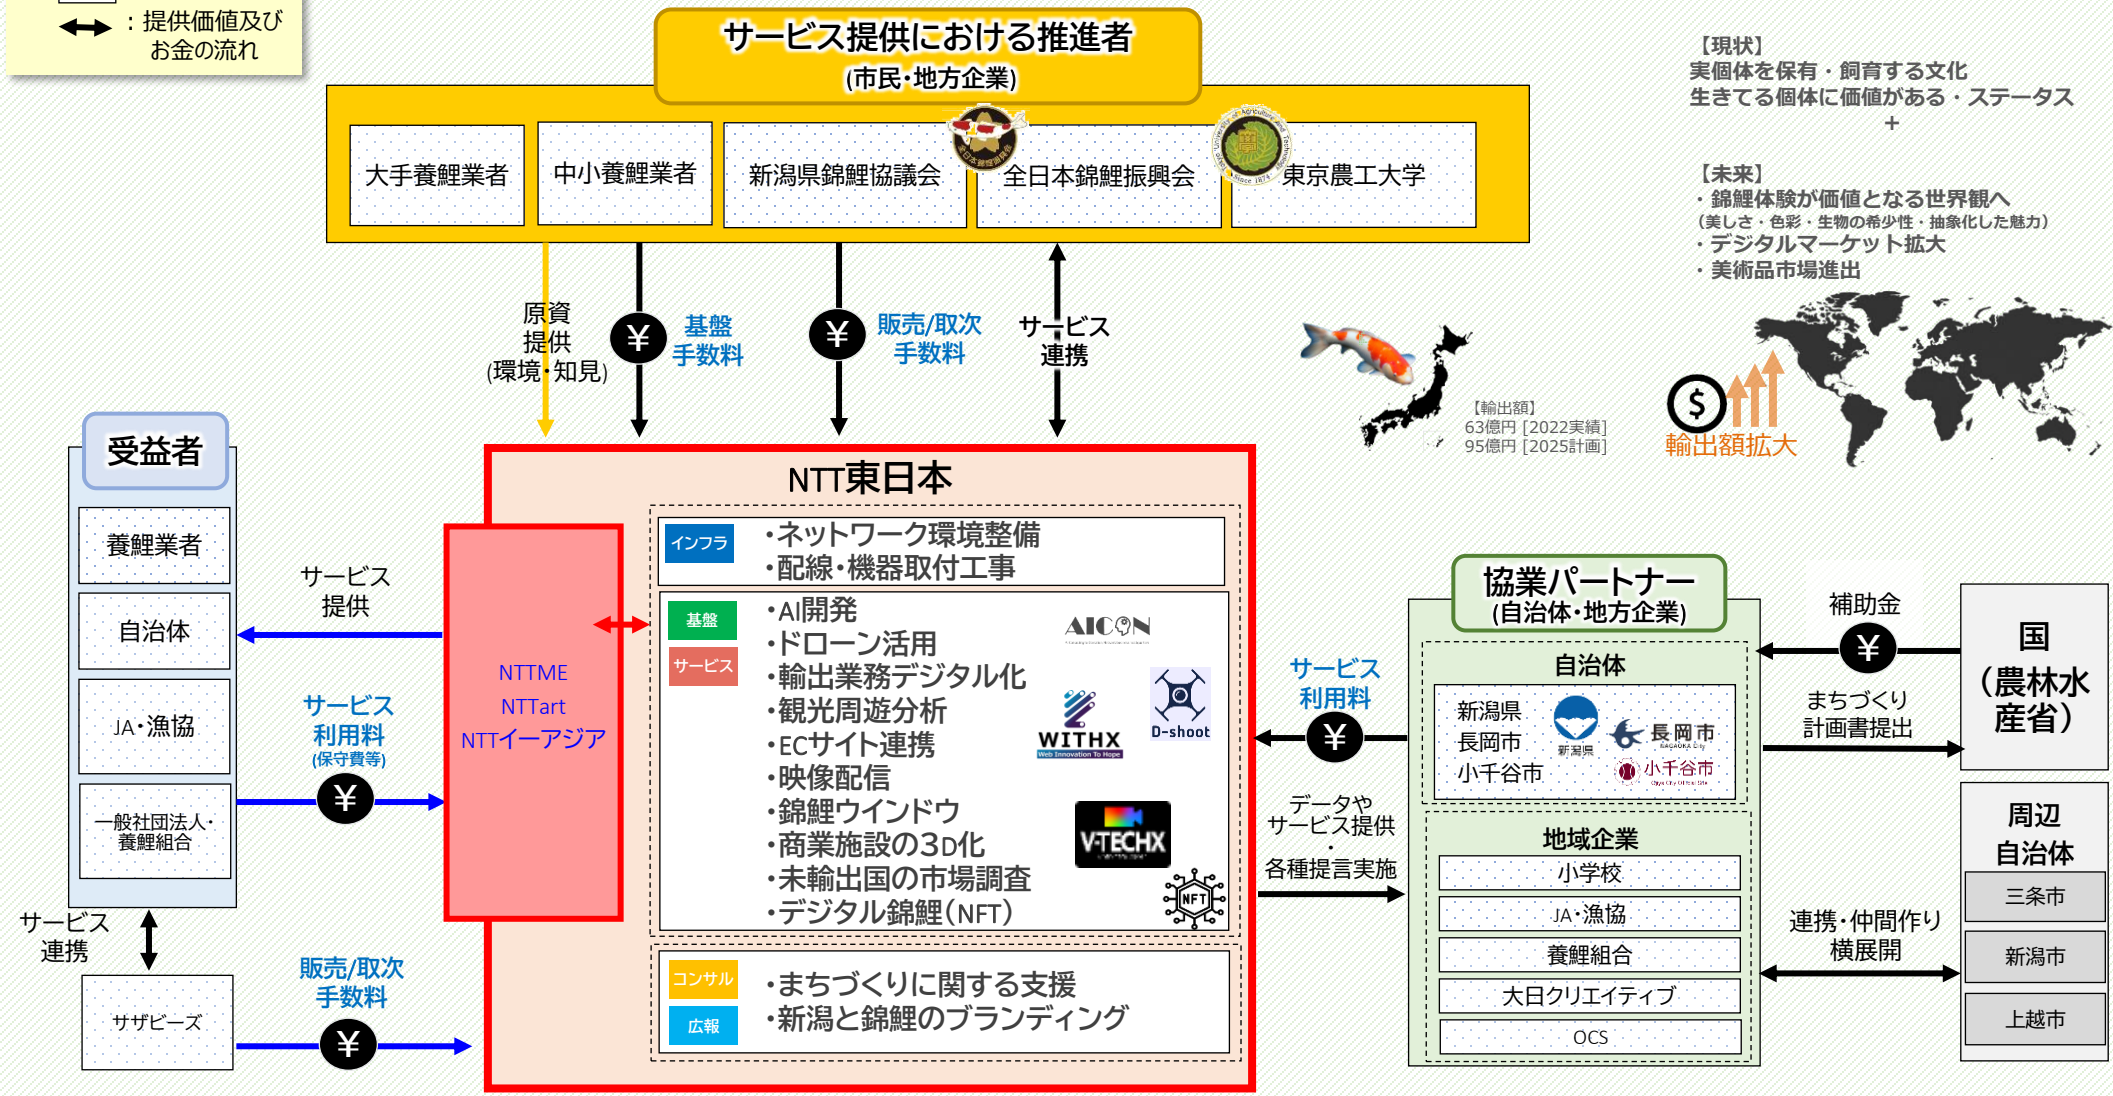 ：提供価値及び
お金の流れ
サービス提供における推進者
(市民・地方企業)
大手養鯉業者
中小養鯉業者
新潟県錦鯉協議会
全日本錦鯉振興会
東京農工大学
原資
提供
(環境・知見)
¥
基盤
手数料
¥
販売/取次
手数料
サービス
連携
【現状】
実個体を保有・飼育する文化
生きてる個体に価値がある・ステータス
+
【未来】
・錦鯉体験が価値となる世界観へ
（美しさ・色彩・生物の希少性・抽象化した魅力）
・デジタルマーケット拡大
・美術品市場進出
【輸出額】
63億円 [2022実績]
95億円 [2025計画]
$
輸出額拡大
受益者
養鯉業者
自治体
JA・漁協
一般社団法人・
養鯉組合
サービス
提供
サービス
利用料
(保守費等)
¥
サービス
連携
サザビーズ
販売/取次
手数料
¥
NTT東日本
NTTME
NTTart
NTTイーアジア
インフラ
・ネットワーク環境整備
・配線・機器取付工事
基盤
サービス
・AI開発
・ドローン活用
・輸出業務デジタル化
・観光周遊分析
・ECサイト連携
・映像配信
・錦鯉ウインドウ
・商業施設の3D化
・未輸出国の市場調査
・デジタル錦鯉(NFT)
AICON
D-shoot
WITHX
Web Innovation To Hope
V-TECHX
NFT
コンサル
広報
・まちづくりに関する支援
・新潟と錦鯉のブランディング
サービス
利用料
¥
データや
サービス提供
・
各種提言実施
協業パートナー
(自治体・地方企業)
自治体
新潟県
長岡市
小千谷市
新潟県
長岡市
NAGAOKA City
小千谷市
地域企業
小学校
JA・漁協
養鯉組合
大日クリエイティブ
OCS
補助金
¥
まちづくり
計画書提出
国
（農林水
産省）
連携・仲間作り
横展開
周辺
自治体
三条市
新潟市
上越市